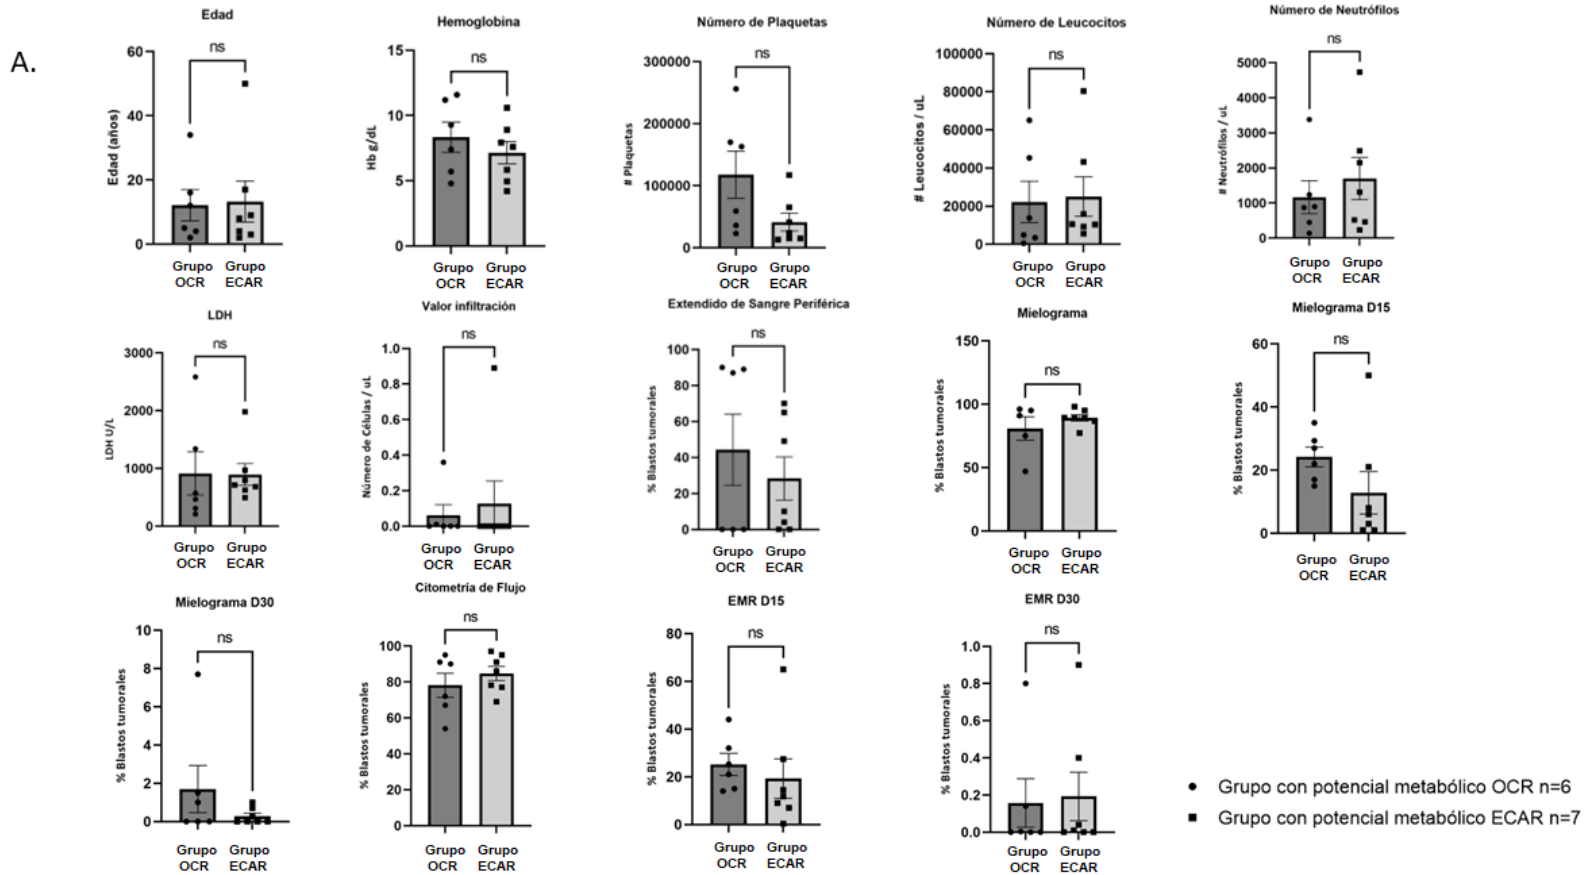 A.
Edad
ns
Edad (años)
60
40
20
0
Grupo OCR
Grupo ECAR
Hemoglobina
ns
Hb g/dL
15
10
5
0
Grupo OCR
Grupo ECAR
Número de Plaquetas
ns
# Plaquetas
300000
200000
100000
0
Grupo OCR
Grupo ECAR
Número de Leucocitos
ns
# Leucocitos / uL
100000
80000
60000
40000
20000
0
Grupo OCR
Grupo ECAR
Número de Neutrófilos
ns
# Neutrófilos / uL
5000
4000
3000
2000
1000
0
Grupo OCR
Grupo ECAR
LDH
ns
LDH U/L
3000
2000
1000
0
Grupo OCR
Grupo ECAR
Valor infiltración
ns
Número de Células / uL
1.0
0.8
0.6
0.4
0.2
0.0
Grupo OCR
Grupo ECAR
Extendido de Sangre Periférica
ns
% Blastos tumorales
100
80
60
40
20
0
Grupo OCR
Grupo ECAR
Mielograma
ns
% Blastos tumorales
150
100
50
0
Grupo OCR
Grupo ECAR
Mielograma D15
ns
% Blastos tumorales
60
40
20
0
Grupo OCR
Grupo ECAR
Mielograma D30
ns
% Blastos tumorales
10
8
6
4
2
0
Grupo OCR
Grupo ECAR
Citometría de Flujo
ns
% Blastos tumorales
100
80
60
40
20
0
Grupo OCR
Grupo ECAR
EMR D15
ns
% Blastos tumorales
80
60
40
20
0
Grupo OCR
Grupo ECAR
EMR D30
ns
% Blastos tumorales
1.0
0.8
0.6
0.4
0.2
0.0
Grupo OCR
Grupo ECAR
Grupo con potencial metabólico OCR n=6
Grupo con potencial metabólico ECAR n=7